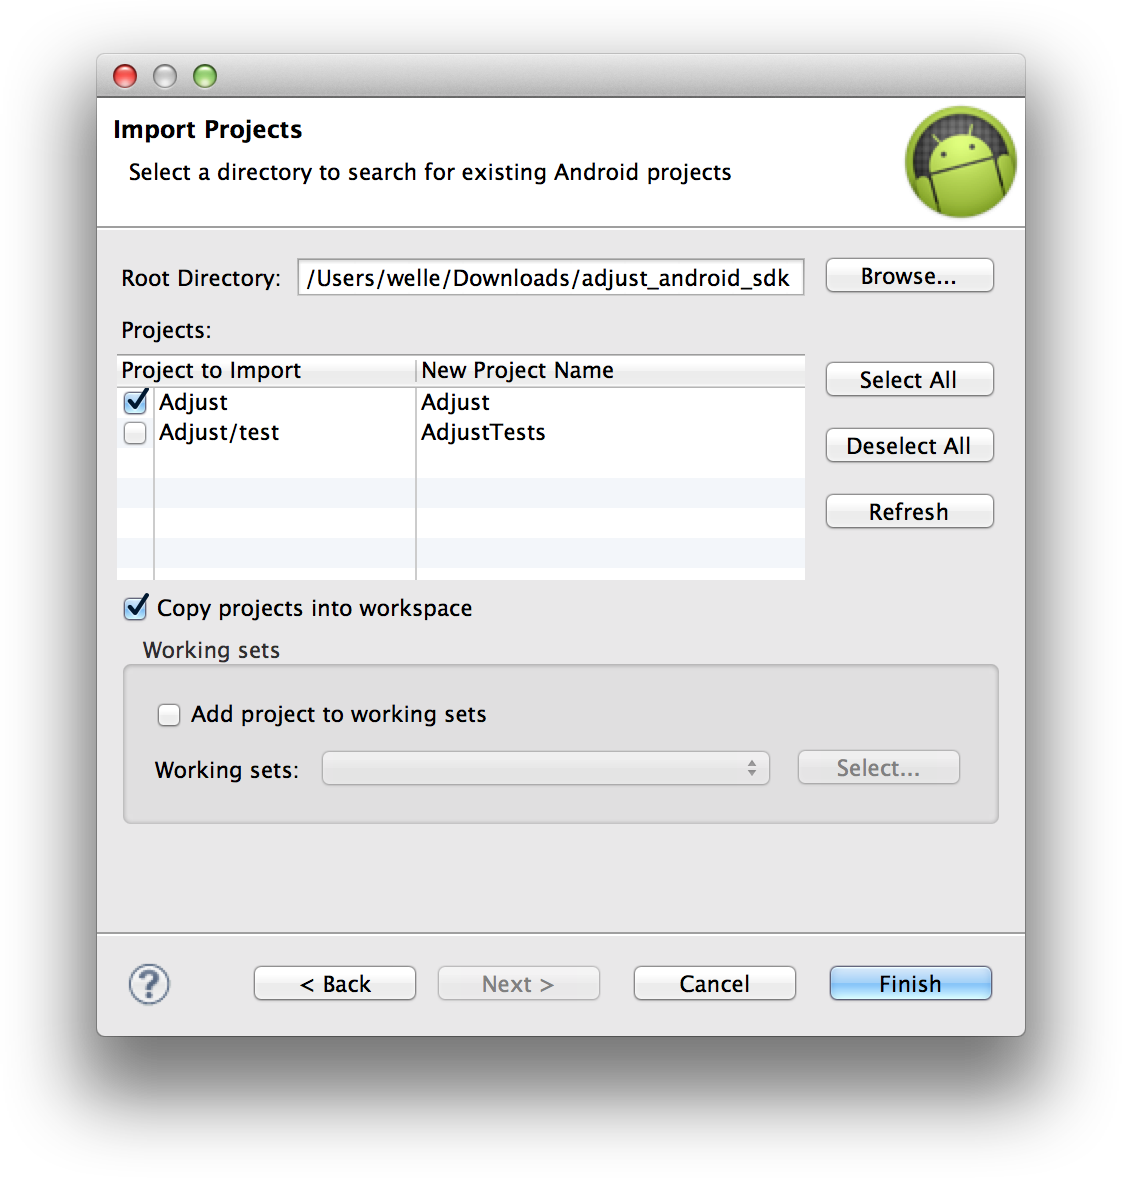 Import Projects
Select a directory to search for existing Android projects
Root Directory: /Users/welle/Downloads/adjust_android_sdk Browse...
Projects:
Project to Import New Project Name
Select All
Adjust Adjust
Adjust/test AdjustTests
Deselect All
Refresh
Copy projects into workspace
Working sets
Add project to working sets
Working sets: Select...
? < Back Next > Cancel Finish